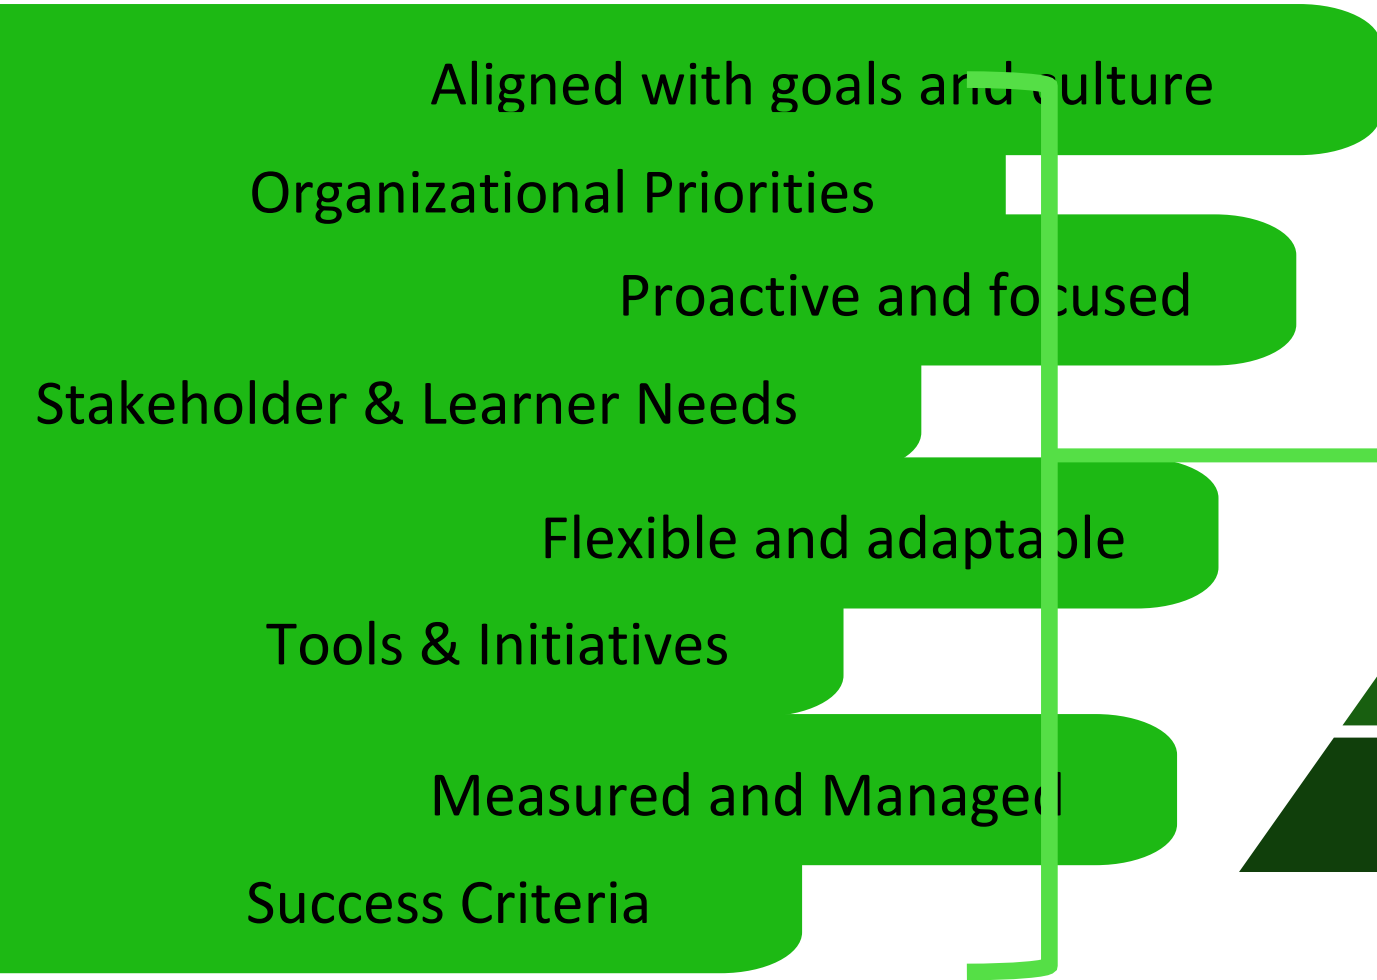 Aligned with goals and culture
Organizational Priorities
Proactive and focused
Stakeholder & Learner Needs
Flexible and adaptable
Tools & Initiatives
Measured and Managed
Success Criteria